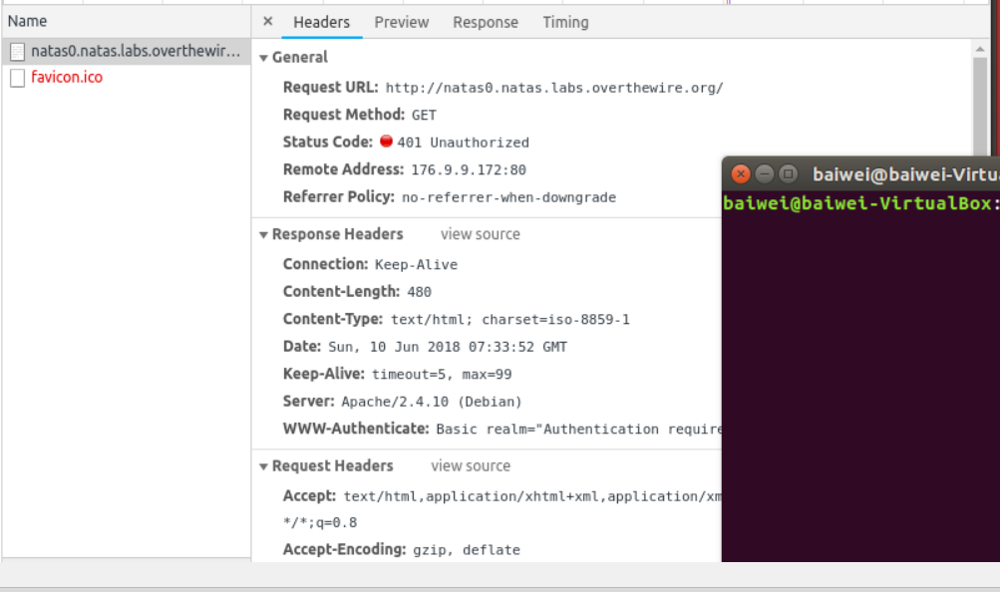 Name
natas0.natas.labs.overthewir...
favicon.ico
× Headers Preview Response Timing
General
Request URL: http://natas0.natas.labs.overthewire.org/
Request Method: GET
Status Code: 401 Unauthorized
Remote Address: 176.9.9.172:80
Referrer Policy: no-referrer-when-downgrade
Response Headers view source
Connection: Keep-Alive
Content-Length: 480
Content-Type: text/html; charset=iso-8859-1
Date: Sun, 10 Jun 2018 07:33:52 GMT
Keep-Alive: timeout=5, max=99
Server: Apache/2.4.10 (Debian)
WWW-Authenticate: Basic realm="Authentication require
Request Headers view source
Accept: text/html,application/xhtml+xml,application/xm
*/*;q=0.8
Accept-Encoding: gzip, deflate
baiwei@baiwei-Virtu
baiwei@baiwei-VirtualBox: